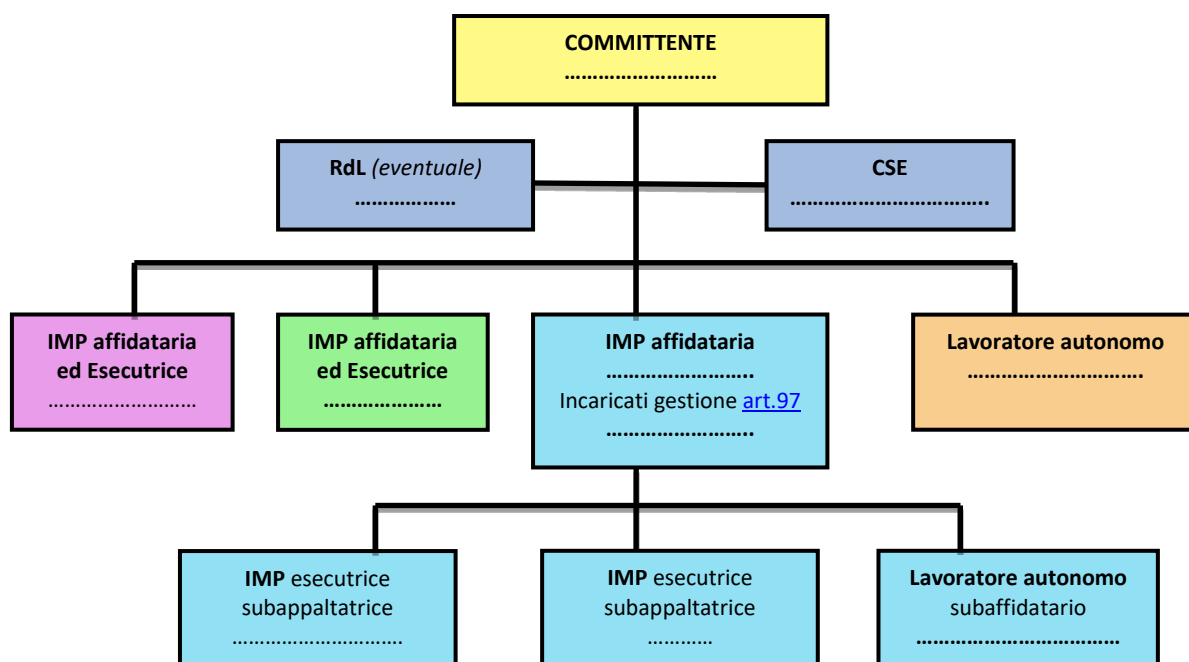 COMMITTENTE
………………………
RdL (eventuale)
………………
CSE
……………………………..
IMP affidataria
ed Esecutrice
………………………
IMP affidataria
ed Esecutrice
…………………
IMP affidataria
……………………..
Incaricati gestione art.97
……………………..
Lavoratore autonomo
………………………….
IMP esecutrice
subappaltatrice
………………………….
IMP esecutrice
subappaltatrice
…………
Lavoratore autonomo
subaffidatario
………………………………